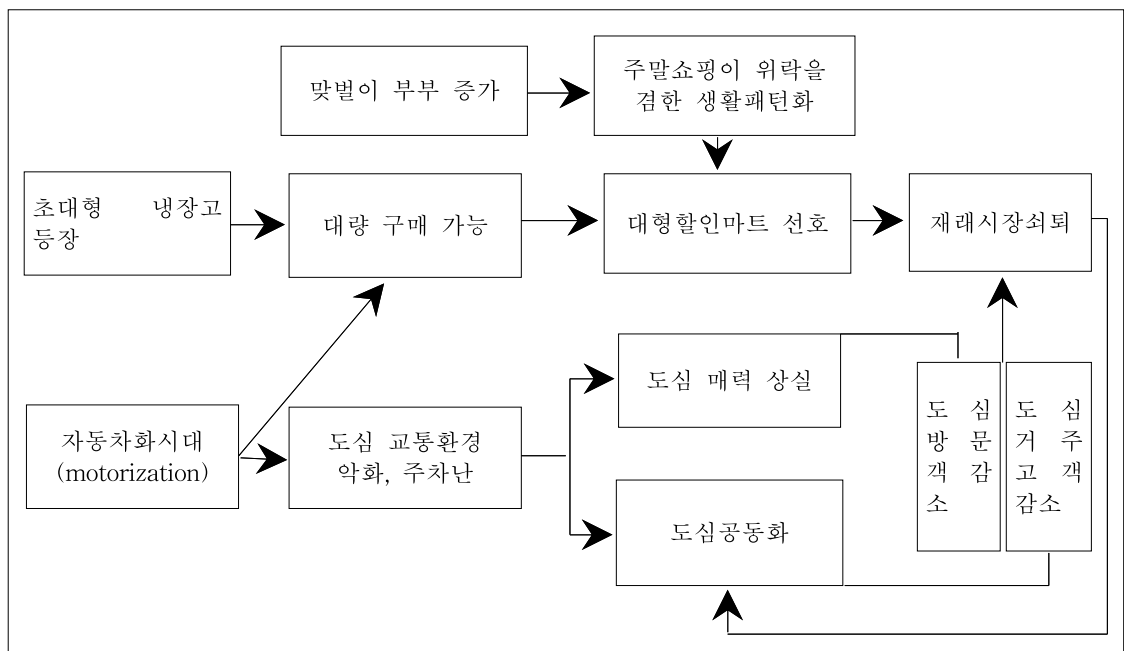 맞벌이 부부 증가
주말쇼핑이 위락을
겸한 생활패턴화
초대형 냉장고
등장
대량 구매 가능
대형할인마트 선호
재래시장쇠퇴
자동차화시대
(motorization)
도심 교통환경
악화, 주차난
도심 매력 상실
도심공동화
도 심
방 문
객 감
소
도 심
거 주
고 객
감소